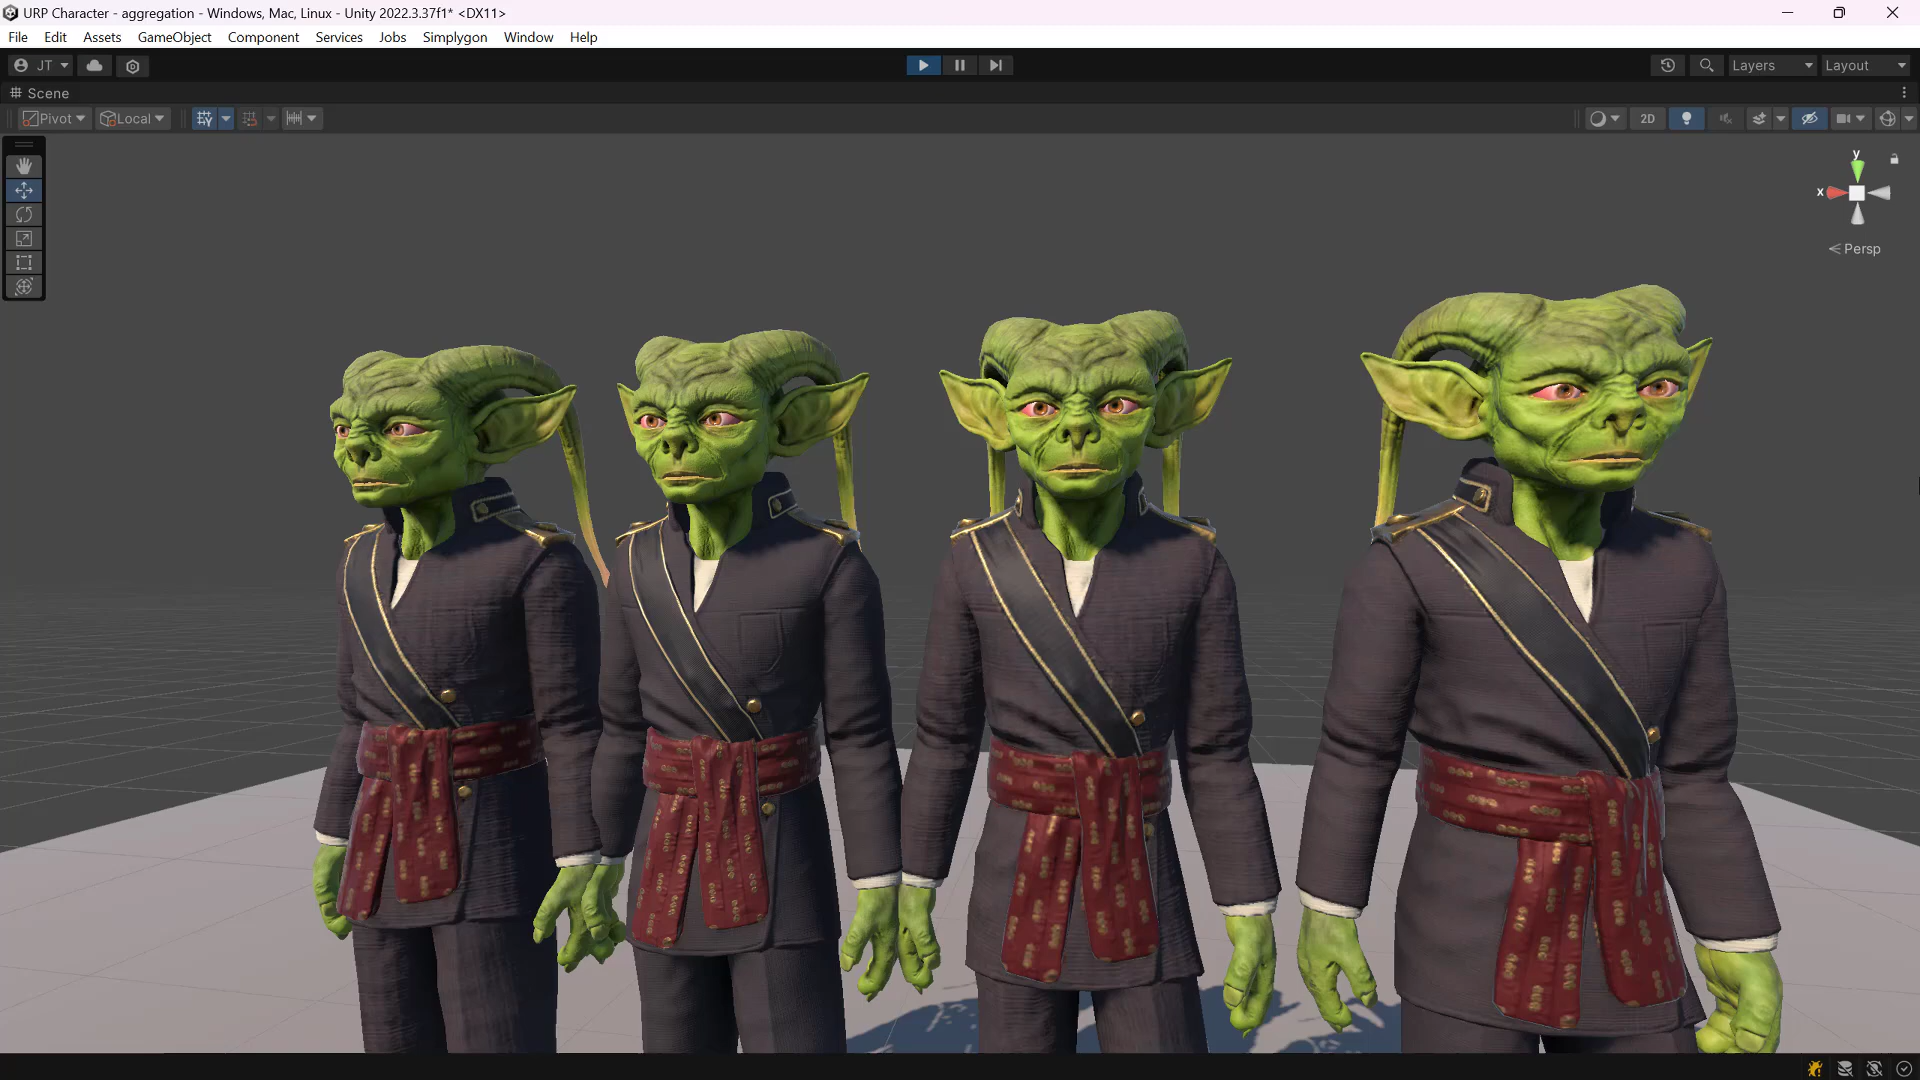 URP Character - aggregation - Windows, Mac, Linux - Unity 2022.3.37f1* <DX11>
File Edit Assets GameObject Component Services Jobs Simplygon Window Help
JT
Layers Layout
Scene
Pivot Local 2D
y
x
Persp